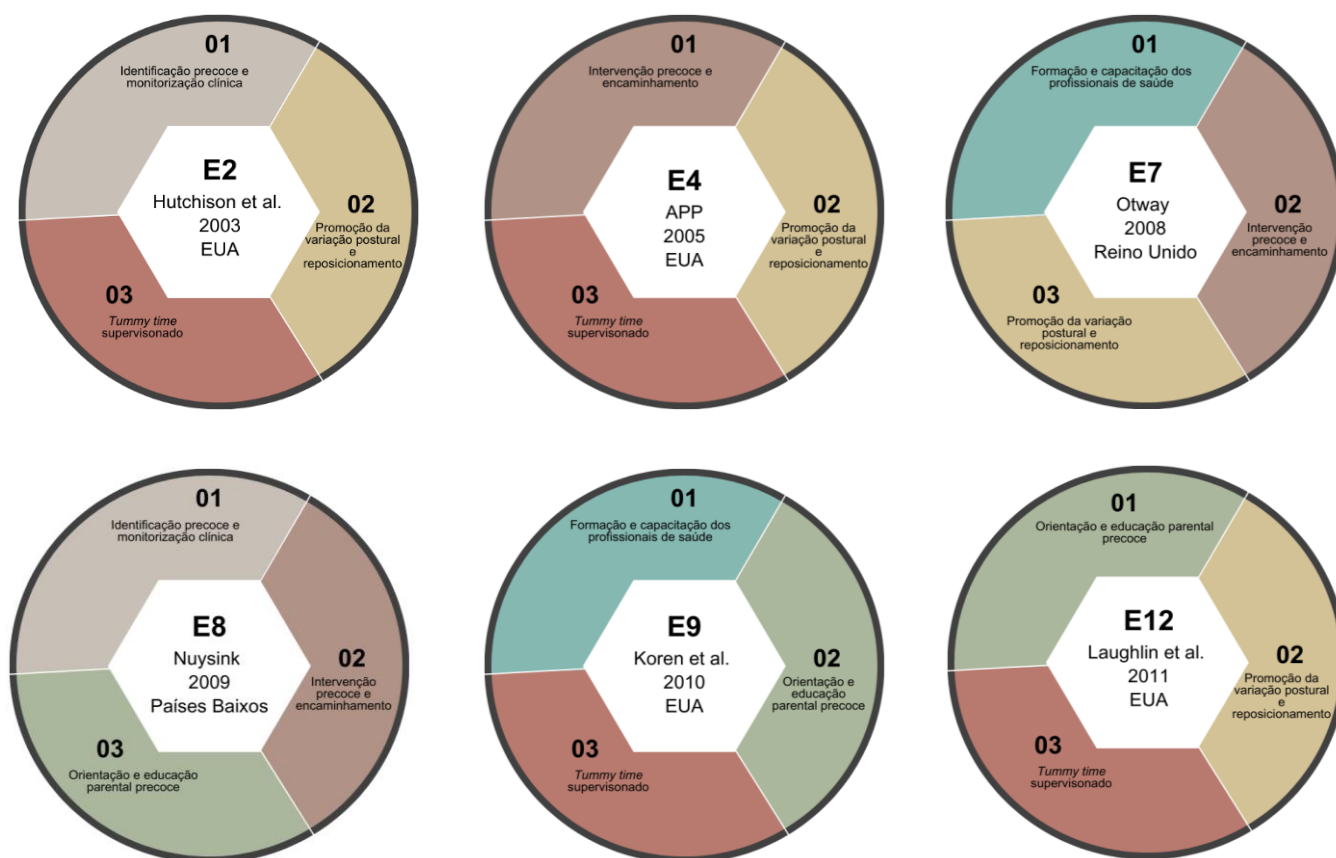 01
Identificação precoce e
monitorização clínica
E2
Hutchison et al.
2003
EUA
02
Promoção da
variação postural
e
reposicionamento
03
Tummy time
supervisonado
01
Intervenção precoce e
encaminhamento
E4
APP
2005
EUA
02
Promoção da
variação postural
e
reposicionamento
03
Tummy time
supervisonado
01
Formação e capacitação dos
profissionais de saúde
E7
Otway
2008
Reino Unido
02
Intervenção
precoce e
encaminhamento
03
Promoção da variação
postural e
reposicionamento
01
Identificação precoce e
monitorização clínica
E8
Nuysink
2009
Países Baixos
02
Intervenção
precoce e
encaminhamento
03
Orientação e educação
parental precoce
01
Formação e capacitação dos
profissionais de saúde
E9
Koren et al.
2010
EUA
02
Orientação e
educação
parental precoce
03
Tummy time
supervisionado
01
Orientação e educação parental
precoce
E12
Laughlin et al.
2011
EUA
02
Promoção da
variação postural
e
reposicionamento
03
Tummy time
supervisionado